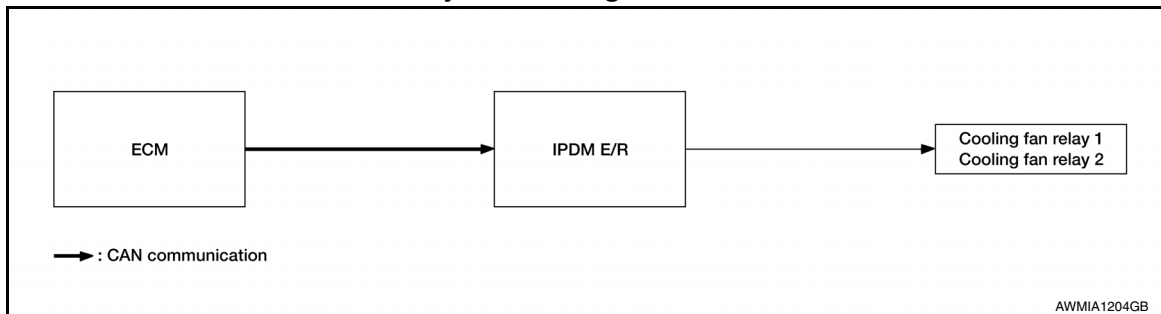 ECM
IPDM E/R
Cooling fan relay 1
Cooling fan relay 2
: CAN communication
AWMIA1204GB